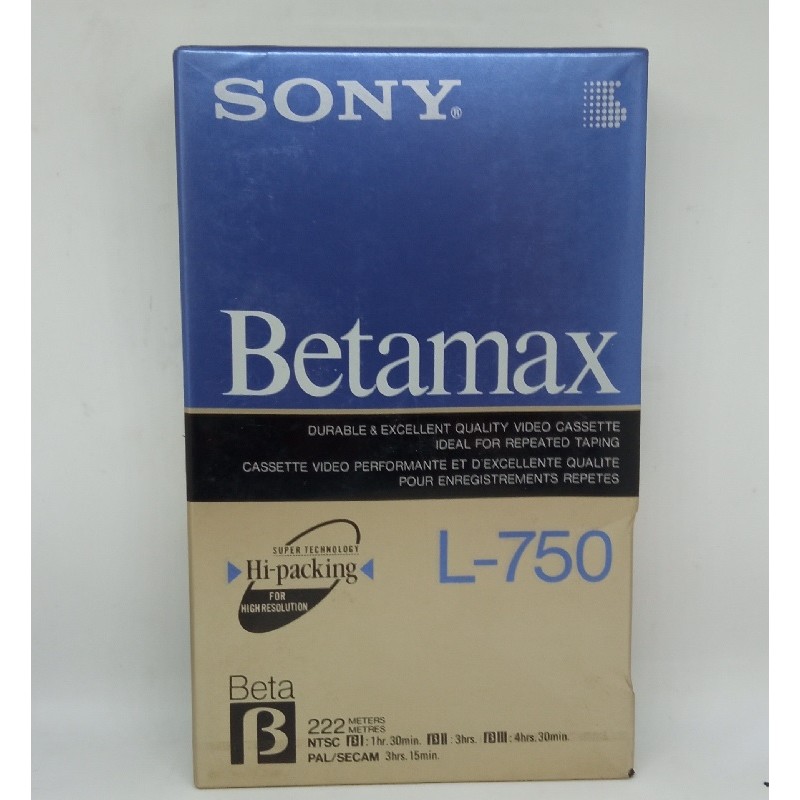 SONY®
Betamax
DURABLE & EXCELLENT QUALITY VIDEO CASSETTE
IDEAL FOR REPEATED TAPING
CASSETTE VIDEO PERFORMANTE ET D'EXCELLENTE QUALITE
POUR ENREGISTREMENTS REPETES
SUPER TECHNOLOGY
Hi-packing
FOR
HIGH RESOLUTION
L-750
Beta
β
222 METERS
METRES
NTSC βI : 1hr. 30min. βII : 3hrs. βIII : 4hrs. 30min.
PAL/SECAM 3hrs. 15min.